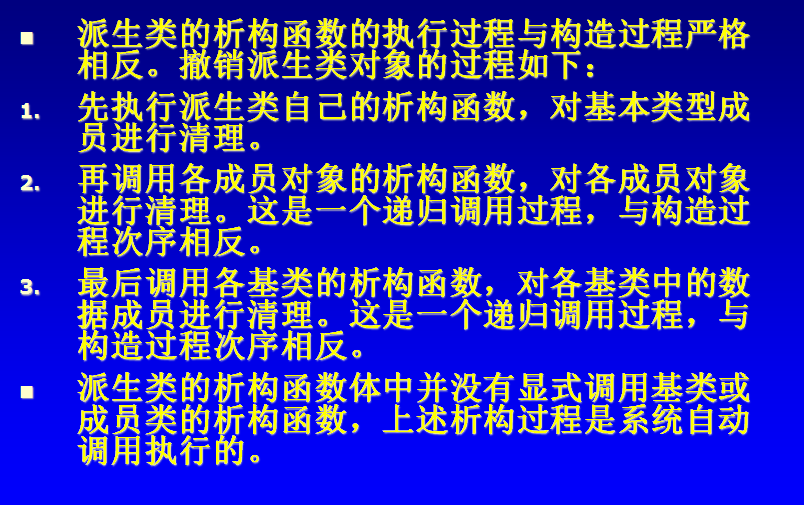 ■ 派生类的析构函数的执行过程与构造过程严格
相反。撤销派生类对象的过程如下：
1. 先执行派生类自己的析构函数，对基本类型成
员进行清理。
2. 再调用各成员对象的析构函数，对各成员对象
进行清理。这是一个递归调用过程，与构造过
程次序相反。
3. 最后调用各基类的析构函数，对各基类中的数
据成员进行清理。这是一个递归调用过程，与
构造过程次序相反。
■ 派生类的析构函数体中并没有显式调用基类或
成员类的析构函数，上述析构过程是系统自动
调用执行的。